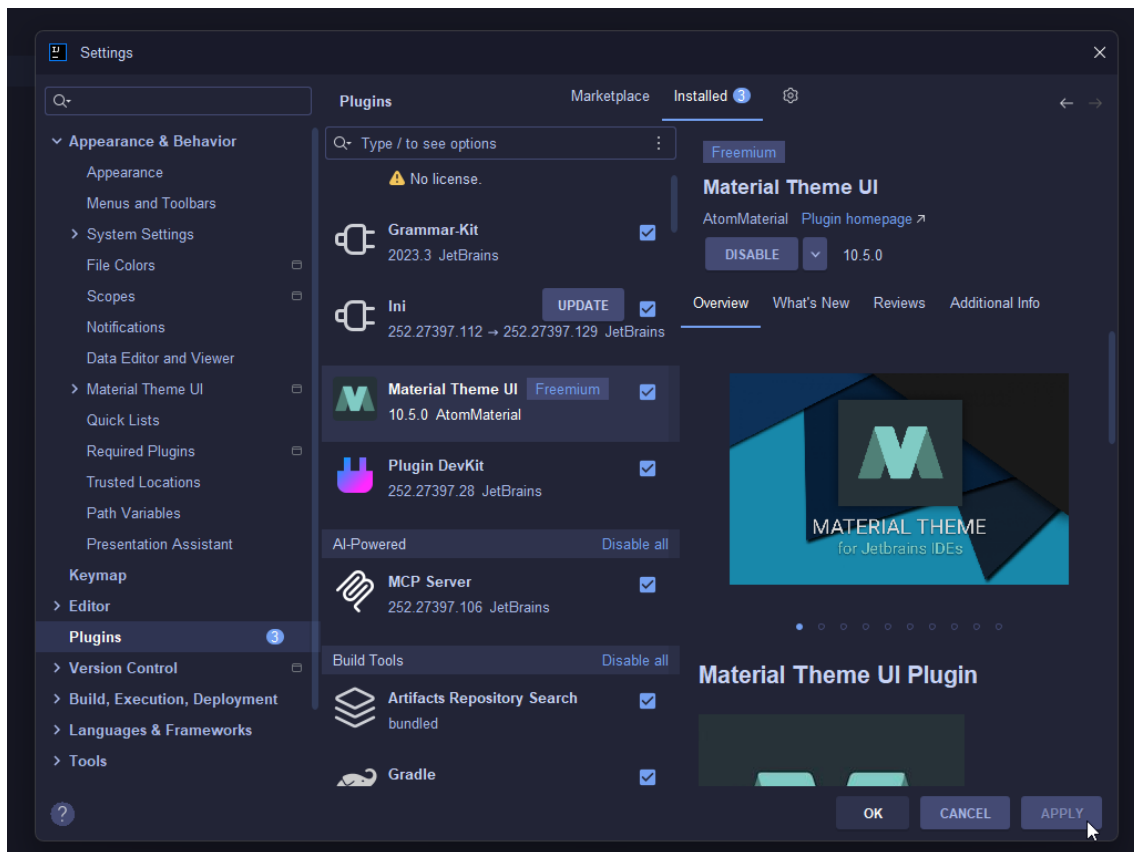 Settings
Appearance & Behavior
Appearance
Menus and Toolbars
System Settings
File Colors
Scopes
Notifications
Data Editor and Viewer
Material Theme UI
Quick Lists
Required Plugins
Trusted Locations
Path Variables
Presentation Assistant
Keymap
Editor
Plugins 3
Version Control
Build, Execution, Deployment
Languages & Frameworks
Tools
?
Plugins
Marketplace Installed 3
Type / to see options
No license.
Grammar-Kit
2023.3 JetBrains
Ini UPDATE
252.27397.112 → 252.27397.129 JetBrains
Material Theme UI Freemium
10.5.0 AtomMaterial
Plugin DevKit
252.27397.28 JetBrains
AI-Powered Disable all
MCP Server
252.27397.106 JetBrains
Build Tools Disable all
Artifacts Repository Search
bundled
Gradle
Freemium
Material Theme UI
AtomMaterial Plugin homepage ↗
DISABLE 10.5.0
Overview What's New Reviews Additional Info
MATERIAL THEME
for Jetbrains IDEs
Material Theme UI Plugin
OK CANCEL APPLY